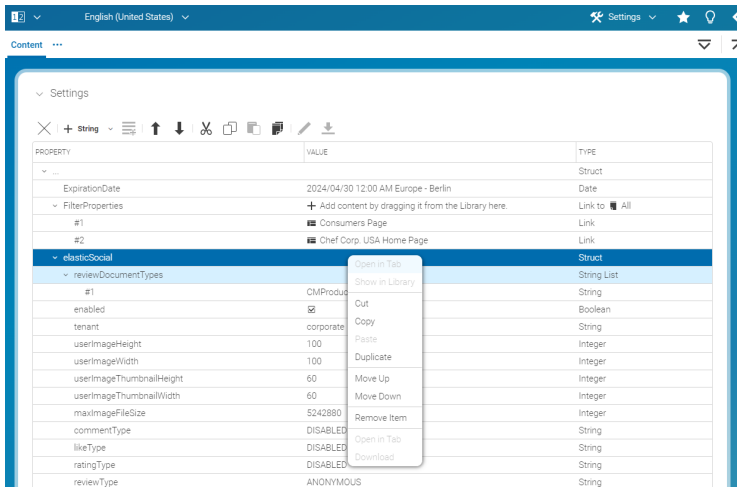 English (United States)
Settings
Content
Settings
String
PROPERTY VALUE TYPE
... Struct
ExpirationDate 2024/04/30 12:00 AM Europe - Berlin Date
FilterProperties Add content by dragging it from the Library here. Link to All
#1 Consumers Page Link
#2 Chef Corp. USA Home Page Link
elasticSocial Struct
reviewDocumentTypes String List
#1 CMProduc String
enabled Boolean
tenant corporate String
userImageHeight 100 Integer
userImageWidth 100 Integer
userImageThumbnailHeight 60 Integer
userImageThumbnailWidth 60 Integer
maxImageFileSize 5242880 Integer
commentType DISABLED String
likeType DISABLED String
ratingType DISABLED String
reviewType ANONYMOUS String
Open in Tab
Show in Library
Cut
Copy
Paste
Duplicate
Move Up
Move Down
Remove Item
Open in Tab
Download